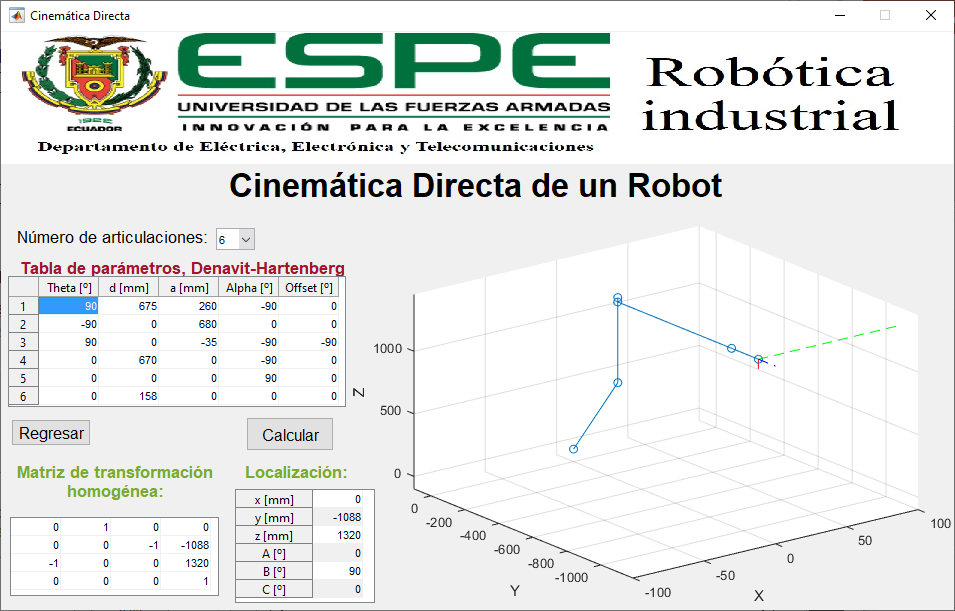 Cinemática Directa
ESPE
UNIVERSIDAD DE LAS FUERZAS ARMADAS
INNOVACIÓN PARA LA EXCELENCIA
1922
ECUADOR
Departamento de Eléctrica, Electrónica y Telecomunicaciones
Robótica
industrial
Cinemática Directa de un Robot
Número de articulaciones: 6
Tabla de parámetros, Denavit-Hartenberg
Theta [º] d [mm] a [mm] Alpha [º] Offset [º]
1 90 675 260 -90 0
2 -90 0 680 0 0
3 90 0 -35 -90 -90
4 0 670 0 -90 0
5 0 0 0 90 0
6 0 158 0 0 0
Regresar
Calcular
Matriz de transformación
homogénea:
0 1 0 0
0 0 -1 -1088
-1 0 0 1320
0 0 0 1
Localización:
x [mm] 0
y [mm] -1088
z [mm] 1320
A [º] 0
B [º] 90
C [º] 0
Z
1000
500
0
0
-200
-400
-600
-800
-1000
Y
-100
-50
0
50
100
X